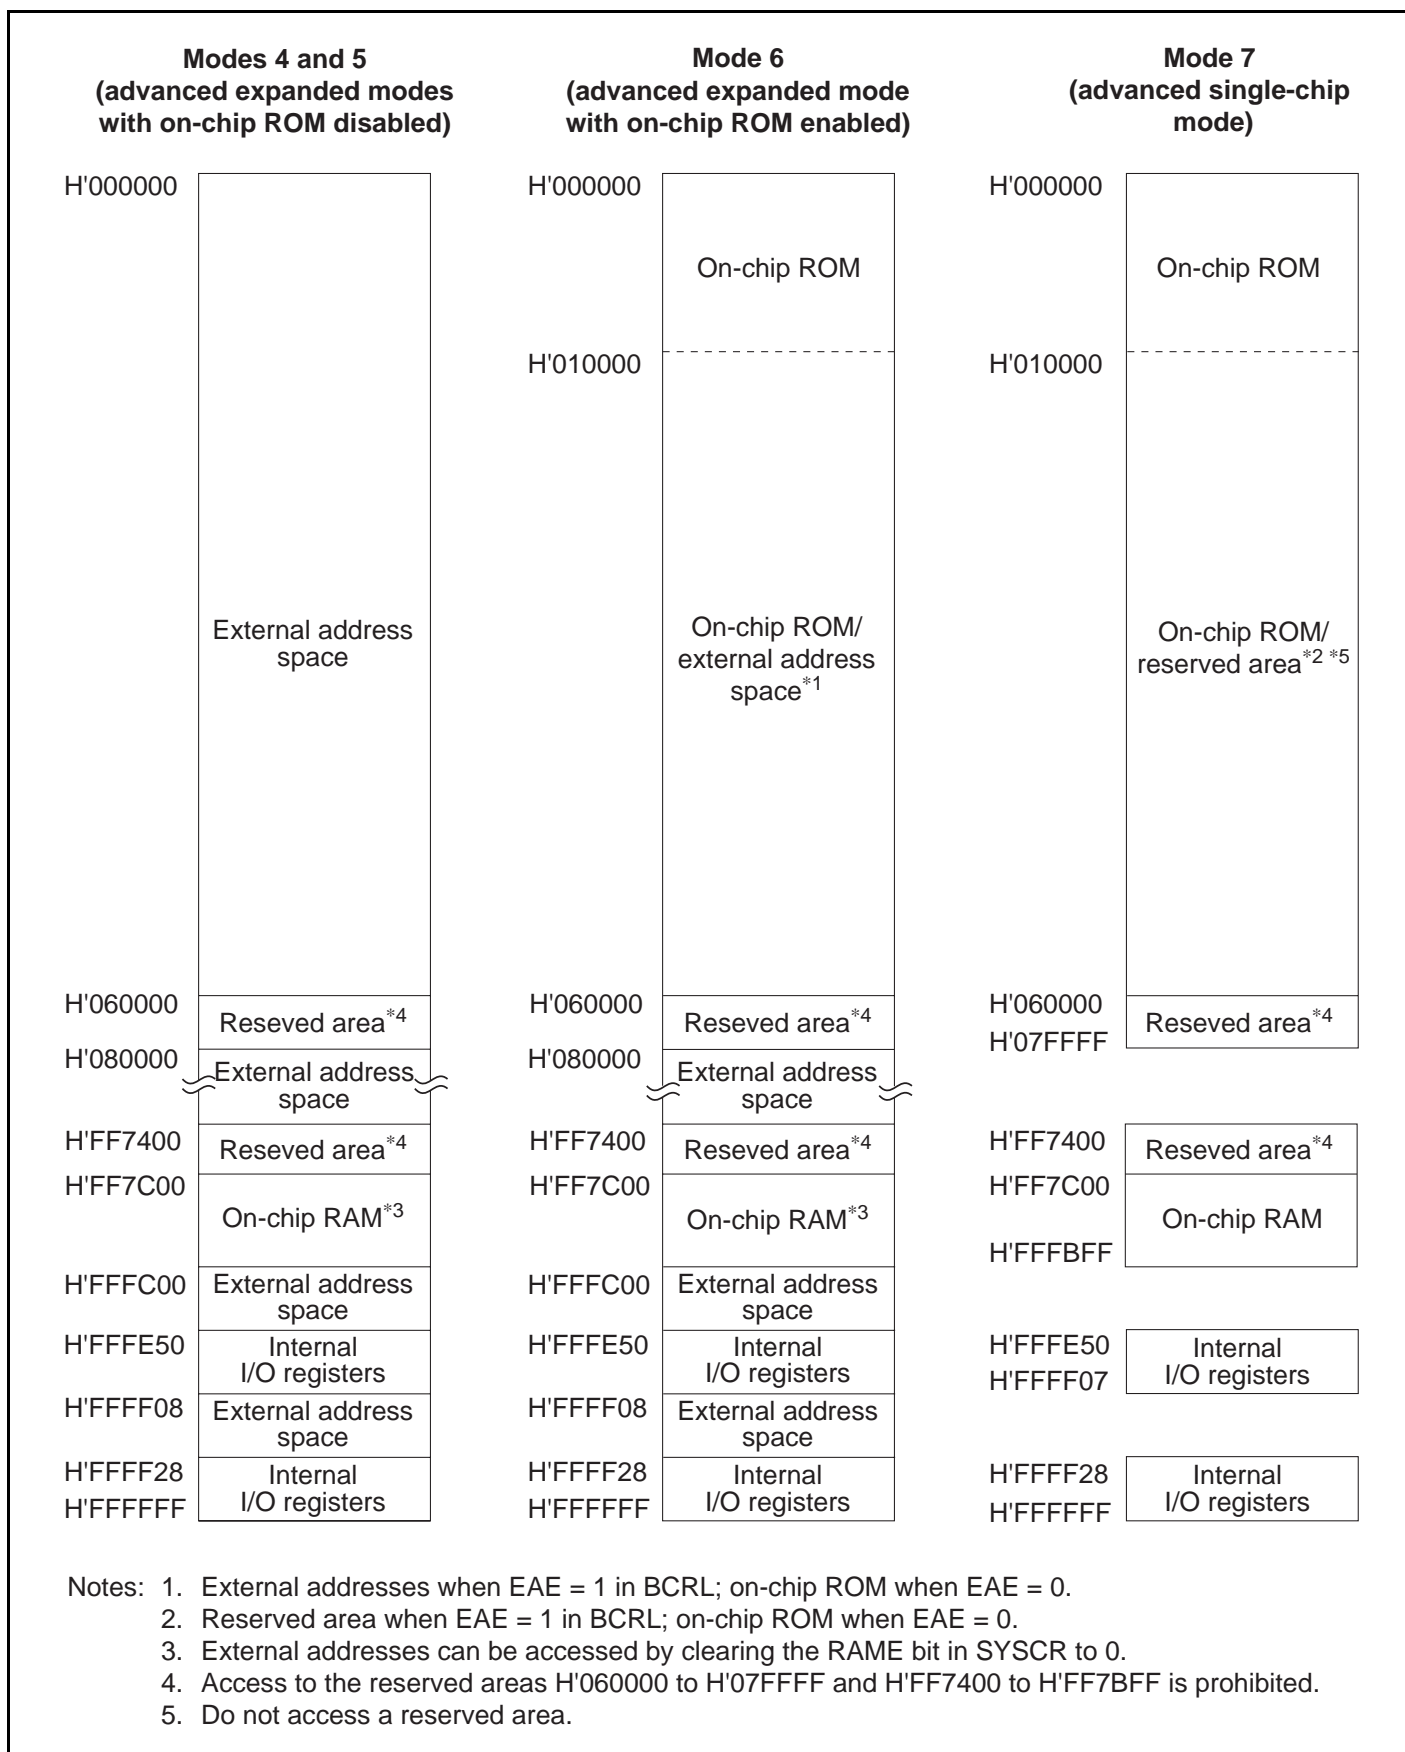 Modes 4 and 5
(advanced expanded modes
with on-chip ROM disabled)
H'000000
External address
space
H'060000
Reseved area*4
H'080000
External address
space
H'FF7400
Reseved area*4
H'FF7C00
On-chip RAM*3
H'FFFC00
External address
space
H'FFFE50
Internal
I/O registers
H'FFFF08
External address
space
H'FFFF28
Internal
I/O registers
H'FFFFFF
Mode 6
(advanced expanded mode
with on-chip ROM enabled)
H'000000
On-chip ROM
H'010000
On-chip ROM/
external address
space*1
H'060000
Reseved area*4
H'080000
External address
space
H'FF7400
Reseved area*4
H'FF7C00
On-chip RAM*3
H'FFFC00
External address
space
H'FFFE50
Internal
I/O registers
H'FFFF08
External address
space
H'FFFF28
Internal
I/O registers
H'FFFFFF
Mode 7
(advanced single-chip
mode)
H'000000
On-chip ROM
H'010000
On-chip ROM/
reserved area*2 *5
H'060000
Reseved area*4
H'07FFFF
H'FF7400
Reseved area*4
H'FF7C00
On-chip RAM
H'FFFBFF
H'FFFE50
Internal
I/O registers
H'FFFF07
H'FFFF28
Internal
I/O registers
H'FFFFFF
Notes: 1. External addresses when EAE = 1 in BCRL; on-chip ROM when EAE = 0.
2. Reserved area when EAE = 1 in BCRL; on-chip ROM when EAE = 0.
3. External addresses can be accessed by clearing the RAME bit in SYSCR to 0.
4. Access to the reserved areas H'060000 to H'07FFFF and H'FF7400 to H'FF7BFF is prohibited.
5. Do not access a reserved area.